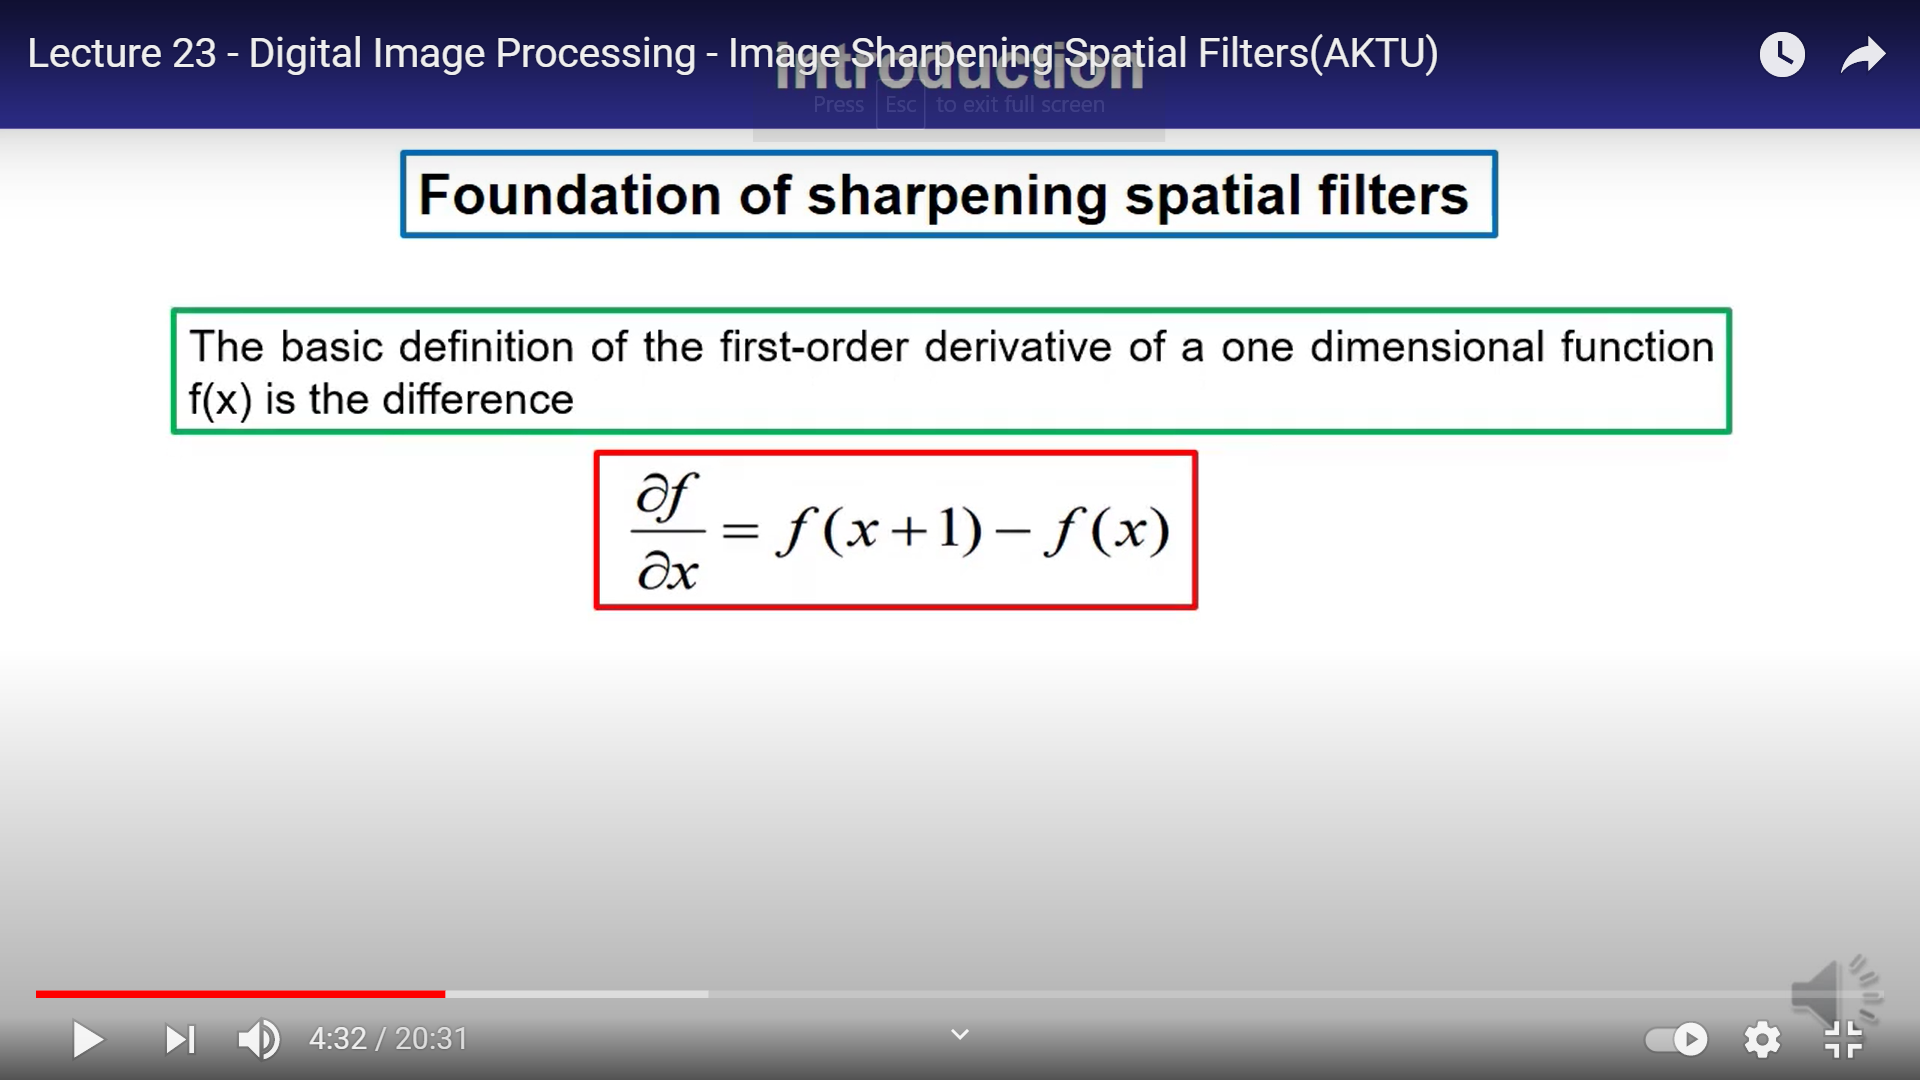 Lecture 23 - Digital Image Processing - Image Sharpening Spatial Filters(AKTU)
Introduction
Press Esc to exit full screen
Foundation of sharpening spatial filters
The basic definition of the first-order derivative of a one dimensional function
f(x) is the difference
∂f/∂x = f(x+1) − f(x)
4:32 / 20:31